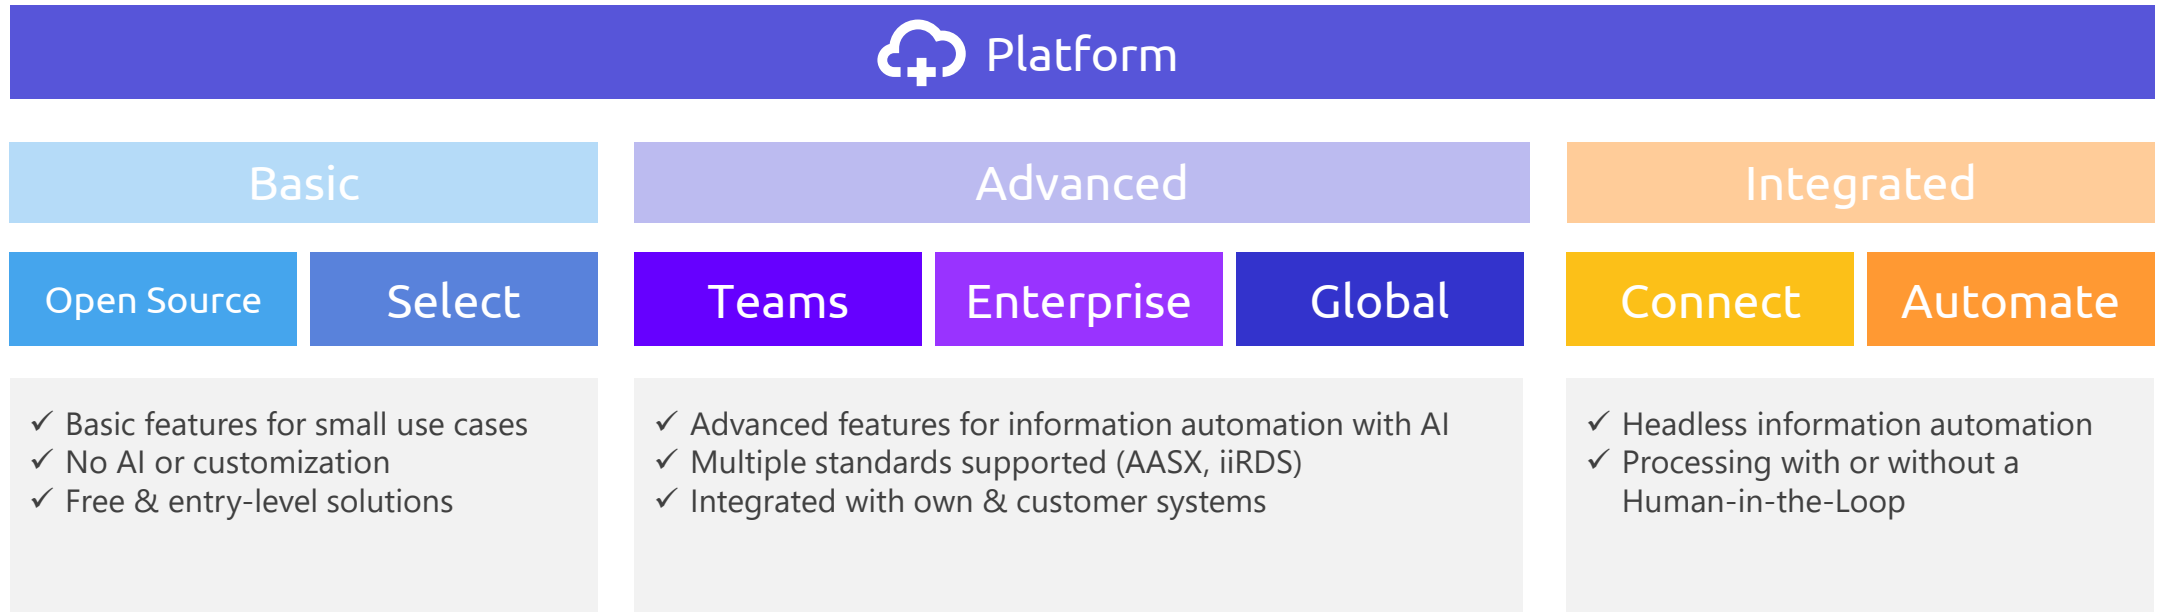 Platform
Basic
Advanced
Integrated
Open Source
Select
Teams
Enterprise
Global
Connect
Automate
✓ Basic features for small use cases
✓ No AI or customization
✓ Free & entry-level solutions
✓ Advanced features for information automation with AI
✓ Multiple standards supported (AASX, iiRDS)
✓ Integrated with own & customer systems
✓ Headless information automation
✓ Processing with or without a
Human-in-the-Loop